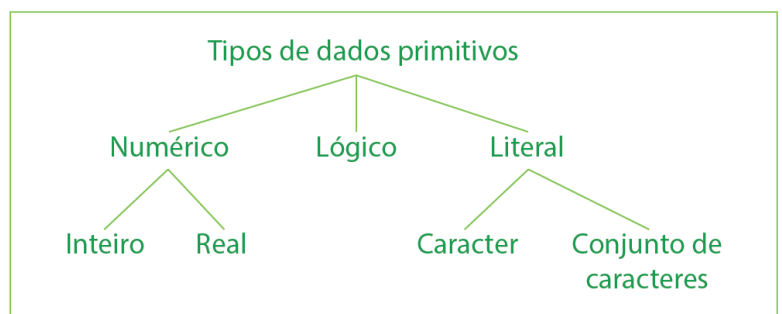 Tipos de dados primitivos
Numérico
Lógico
Literal
Inteiro
Real
Caracter
Conjunto de
caracteres